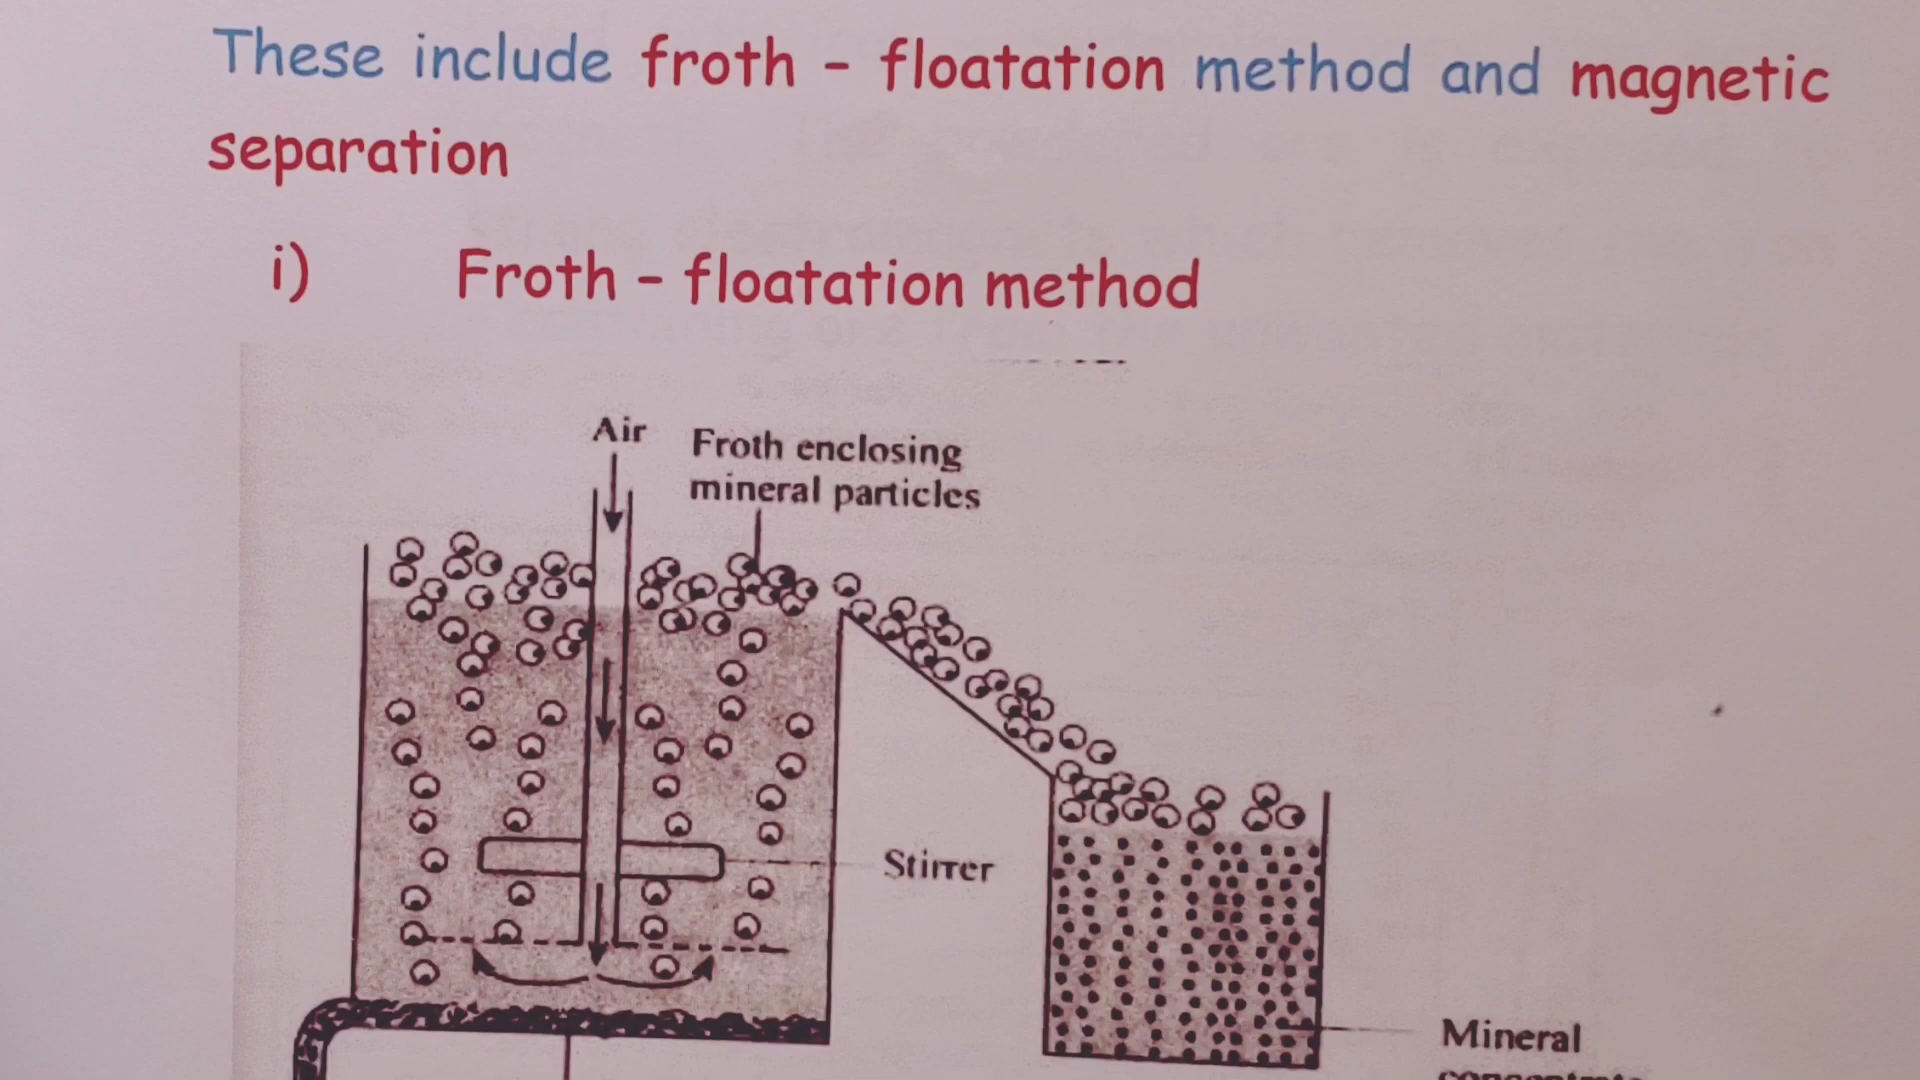 These include froth - floatation method and magnetic
separation
i) Froth - floatation method
Air
Froth enclosing
mineral particles
Stirrer
Mineral